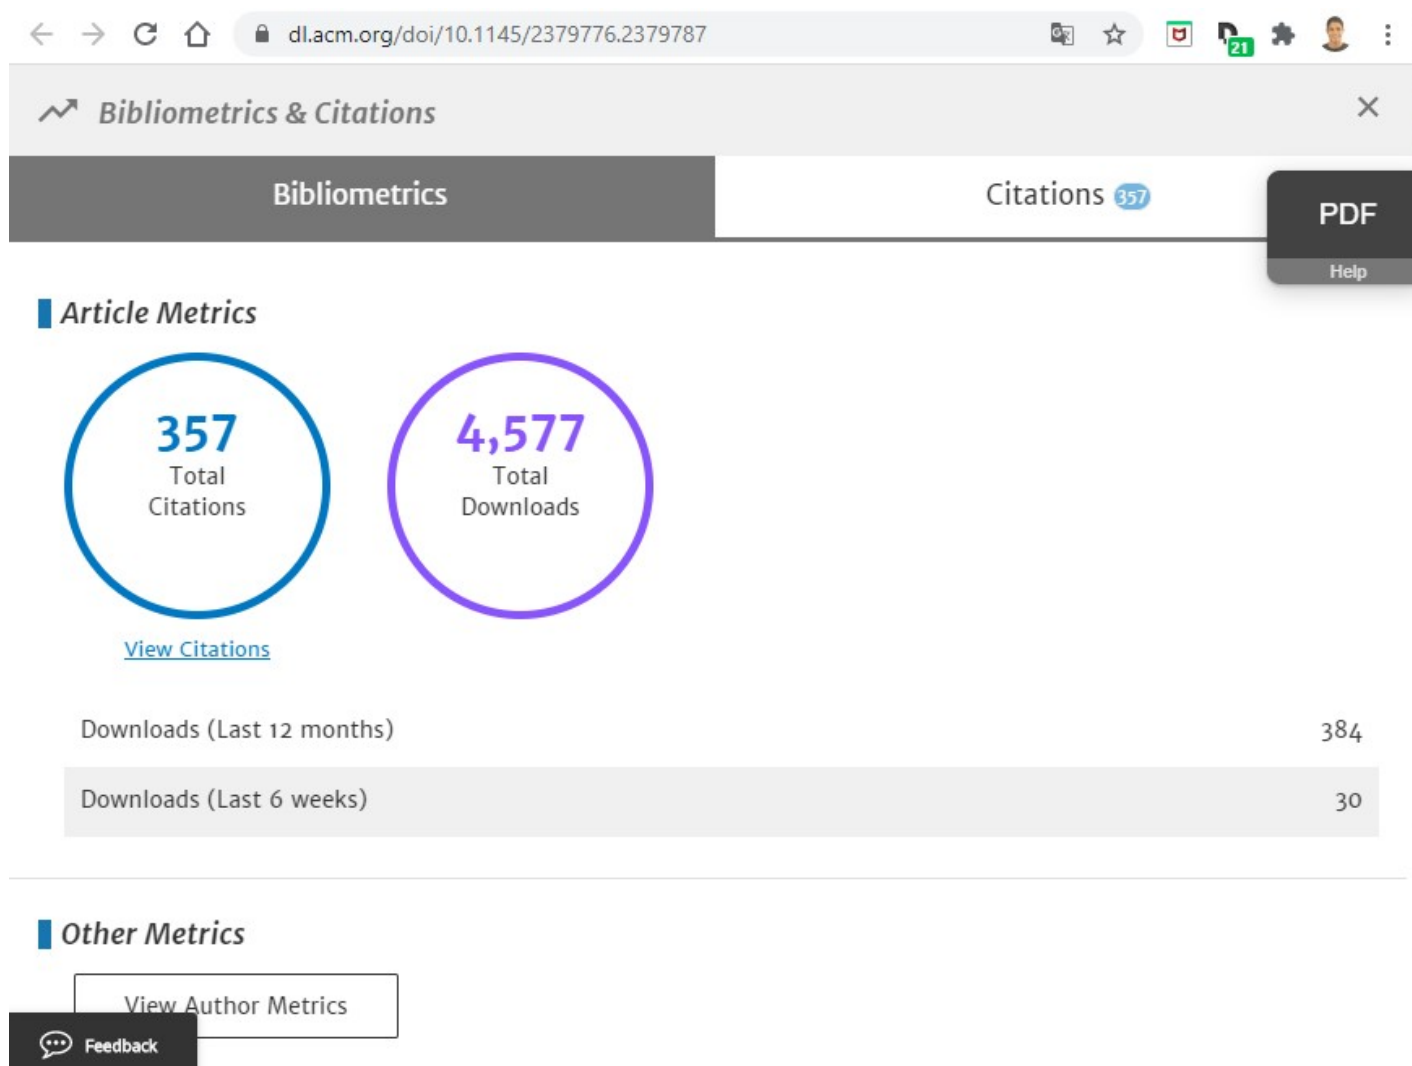 dl.acm.org/doi/10.1145/2379776.2379787
21
Bibliometrics & Citations
Bibliometrics
Citations 357
PDF
Help
Article Metrics
357
Total
Citations
4,577
Total
Downloads
View Citations
Downloads (Last 12 months) 384
Downloads (Last 6 weeks) 30
Other Metrics
View Author Metrics
Feedback